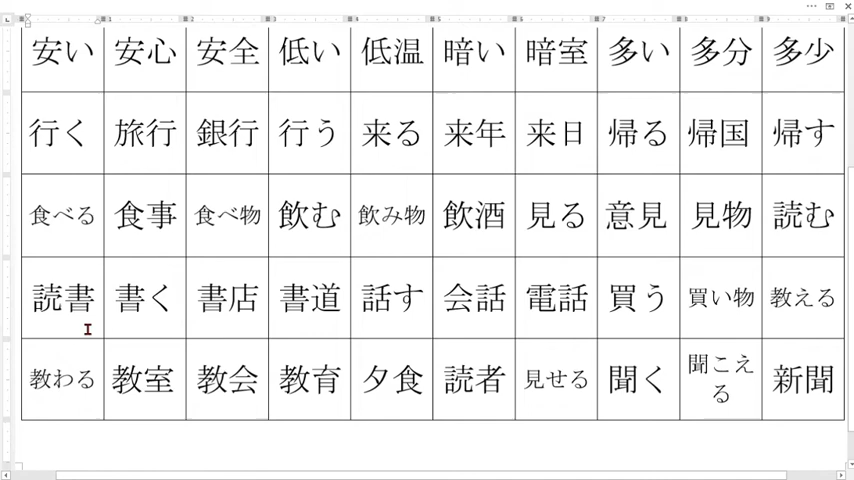 安い 安心 安全 低い 低温 暗い 暗室 多い 多分 多少
行く 旅行 銀行 行う 来る 来年 来日 帰る 帰国 帰す
食べる 食事 食べ物 飲む 飲み物 飲酒 見る 意見 見物 読む
読書 書く 書店 書道 話す 会話 電話 買う 買い物 教える
教わる 教室 教会 教育 夕食 読者 見せる 聞く 聞こえる 新聞